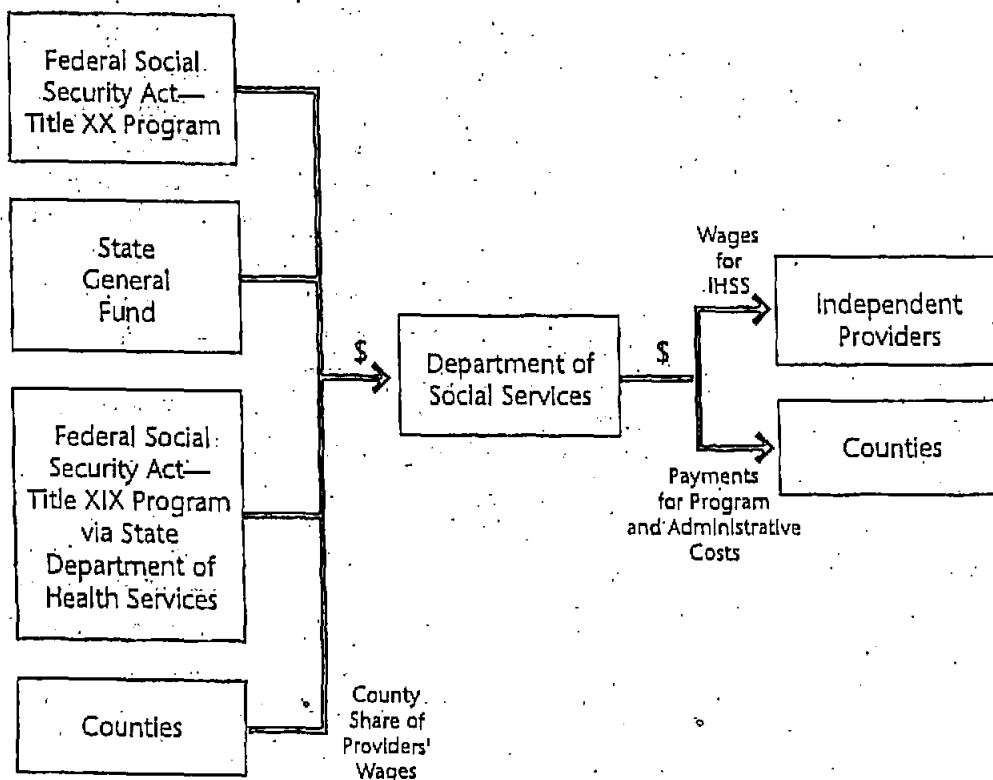 Federal Social
Security Act—
Title XX Program
State
General
Fund
Federal Social
Security Act—
Title XIX Program
via State
Department of
Health Services
Counties
County
Share of
Providers'
Wages
$
Department of
Social Services
$
Wages
for
IHSS
Independent
Providers
Counties
Payments
for Program
and Administrative
Costs